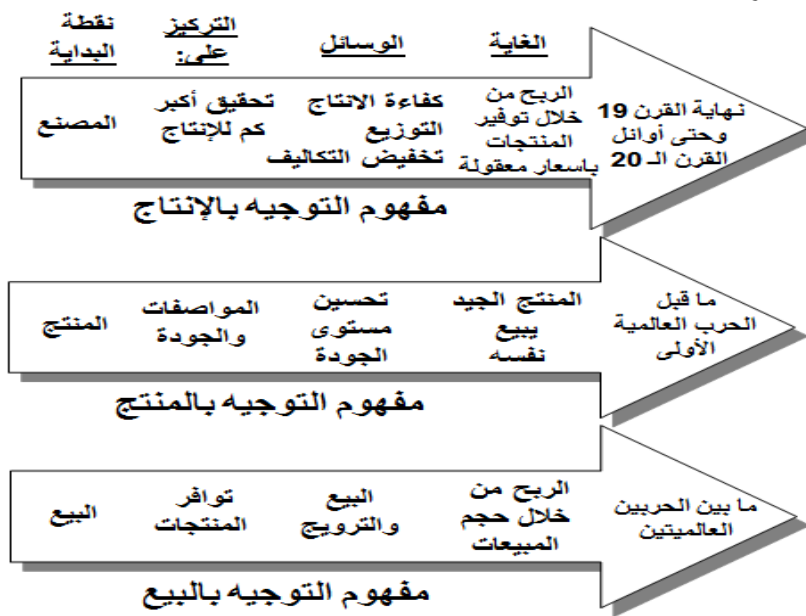 نقطة البداية
التركيز على:
الوسائل
الغاية
المصنع
تحقيق أكبر
كم للإنتاج
كفاءة الانتاج
التوزيع
تخفيض التكاليف
الربح من
خلال توفير
المنتجات
باسعار معقولة
نهاية القرن 19
وحتى أوائل
القرن الـ 20
مفهوم التوجيه بالإنتاج
المنتج
المواصفات
والجودة
تحسين
مستوى
الجودة
المنتج الجيد
يبيع
نفسه
ما قبل
الحرب العالمية
الأولى
مفهوم التوجيه بالمنتج
البيع
توافر
المنتجات
البيع
والترويج
الربح من
خلال حجم
المبيعات
ما بين الحربين
العالميتين
مفهوم التوجيه بالبيع